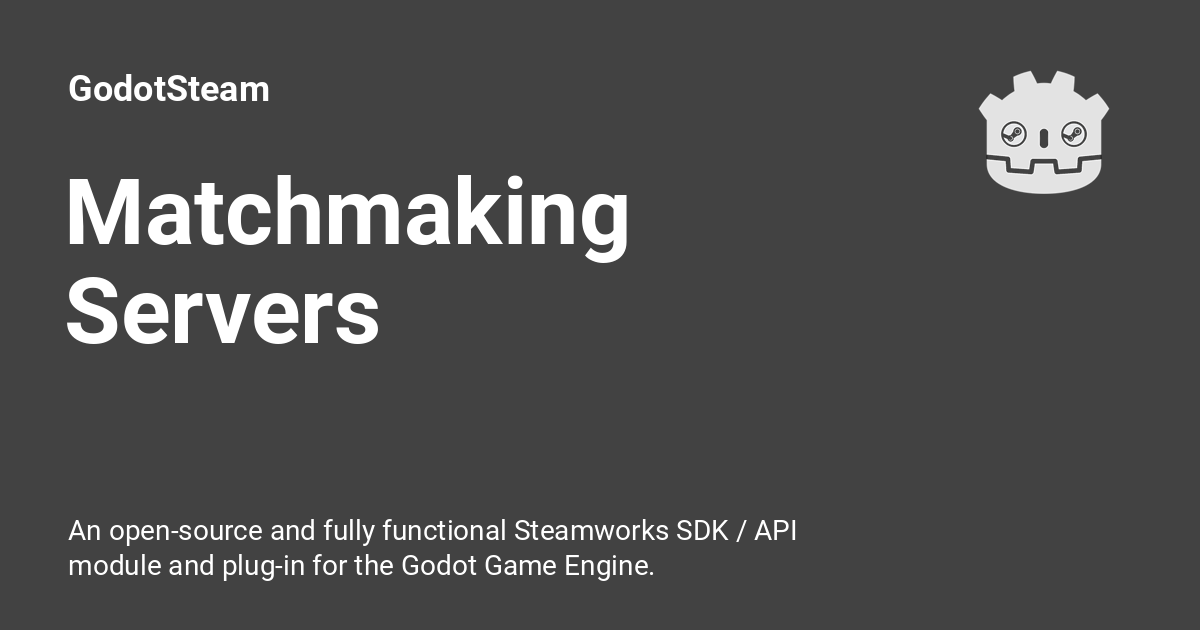 GodotSteam
Matchmaking
Servers
An open-source and fully functional Steamworks SDK / API
module and plug-in for the Godot Game Engine.